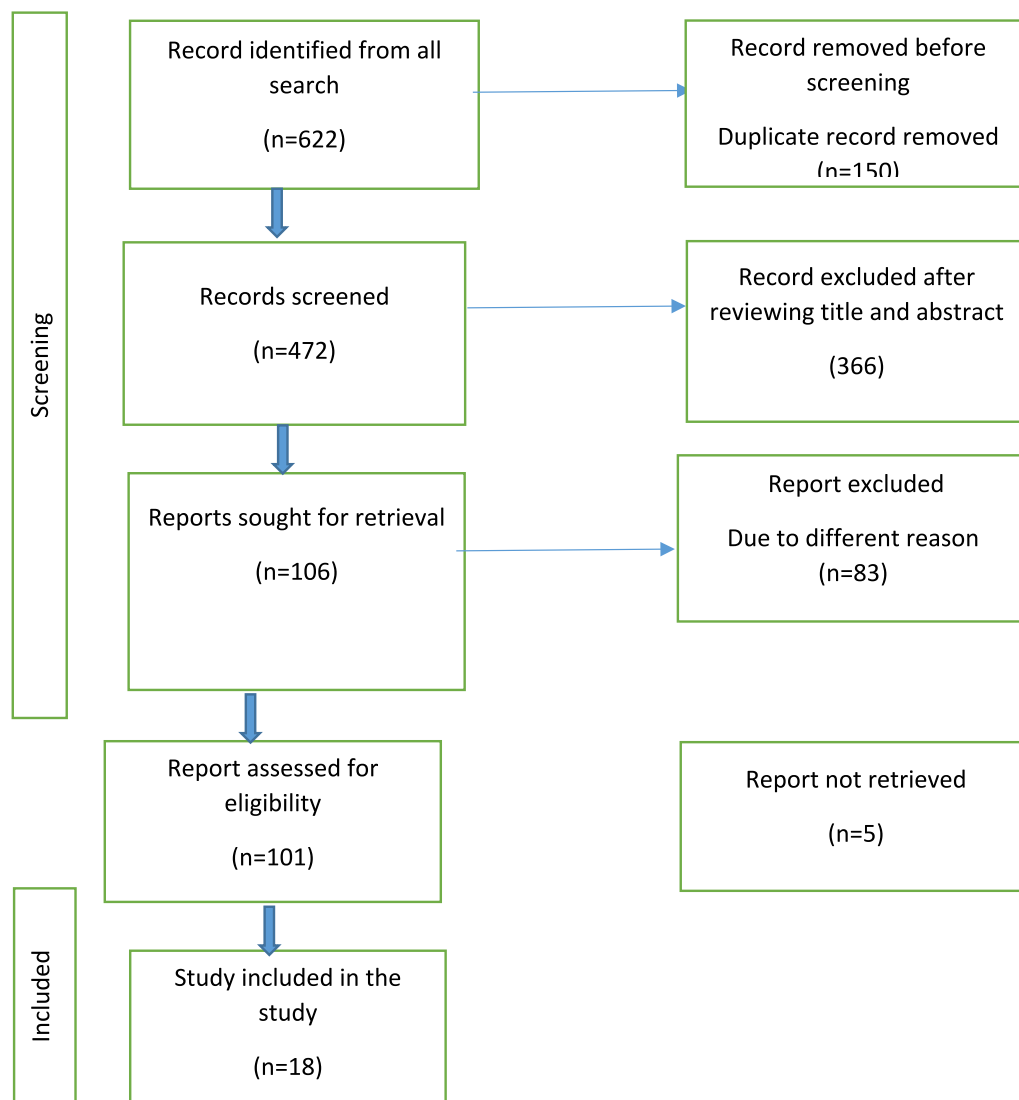 Record identified from all
search
(n=622)
Record removed before
screening
Duplicate record removed
(n=150)
Screening
Records screened
(n=472)
Record excluded after
reviewing title and abstract
(366)
Reports sought for retrieval
(n=106)
Report excluded
Due to different reason
(n=83)
Report assessed for
eligibility
(n=101)
Report not retrieved
(n=5)
Included
Study included in the
study
(n=18)